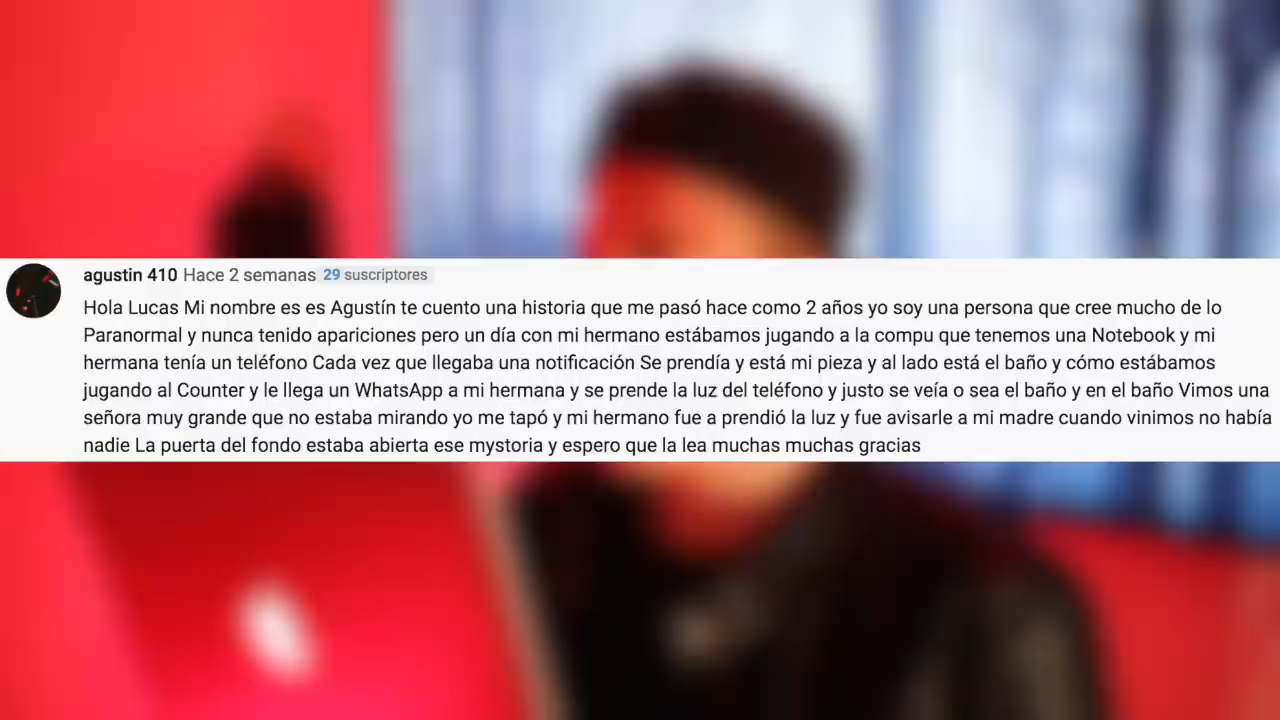 agustin 410 Hace 2 semanas 29 suscriptores
Hola Lucas Mi nombre es es Agustín te cuento una historia que me pasó hace como 2 años yo soy una persona que cree mucho de lo
Paranormal y nunca tenido apariciones pero un día con mi hermano estábamos jugando a la compu que tenemos una Notebook y mi
hermana tenía un teléfono Cada vez que llegaba una notificación Se prendía y está mi pieza y al lado está el baño y cómo estábamos
jugando al Counter y le llega un WhatsApp a mi hermana y se prende la luz del teléfono y justo se veía o sea el baño y en el baño Vimos una
señora muy grande que no estaba mirando yo me tapó y mi hermano fue a prendió la luz y fue avisarle a mi madre cuando vinimos no había
nadie La puerta del fondo estaba abierta ese mystoria y espero que la lea muchas muchas gracias